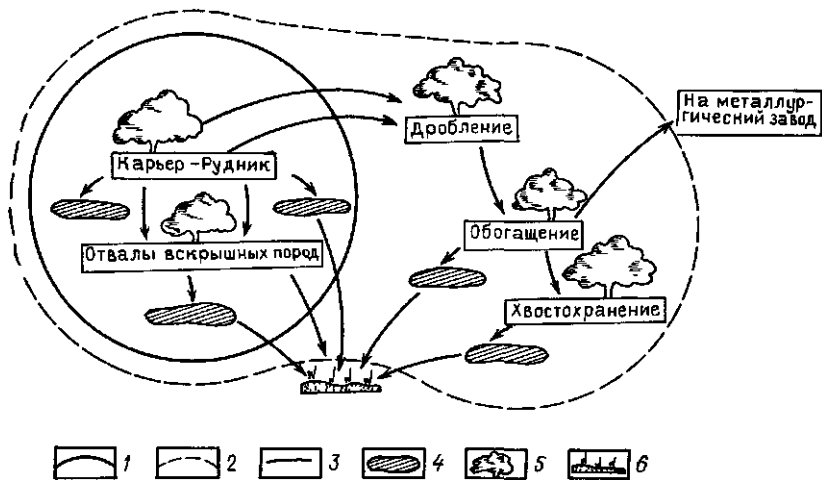 На металлур-
гический завод
Дробление
Карьер-Рудник
Обогащение
Отвалы вскрышных пород
Хвостохранение
1 2 3 4 5 6